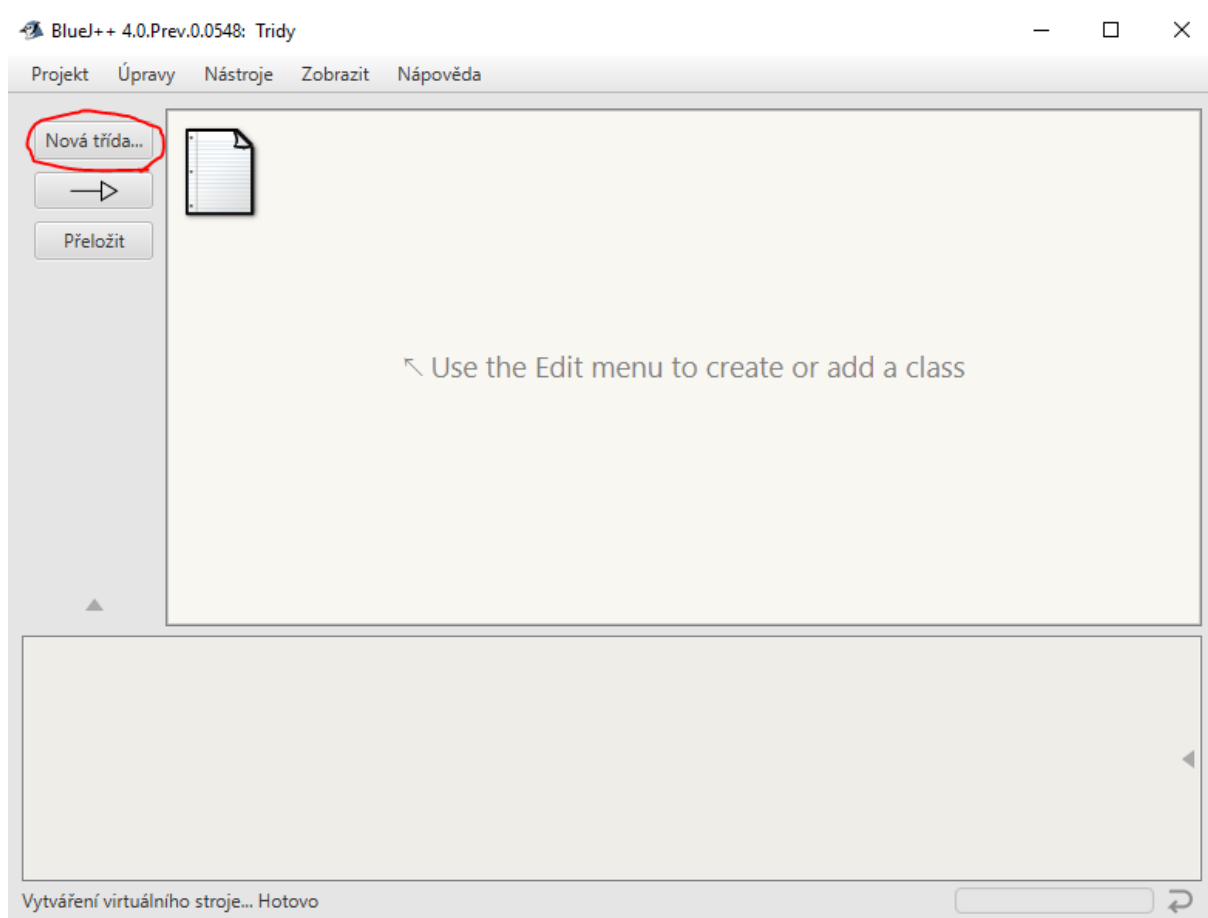 BlueJ++ 4.0.Prev.0.0548: Tridy
Projekt Úpravy Nástroje Zobrazit Nápověda
Nová třída...
Přeložit
Use the Edit menu to create or add a class
Vytváření virtuálního stroje... Hotovo